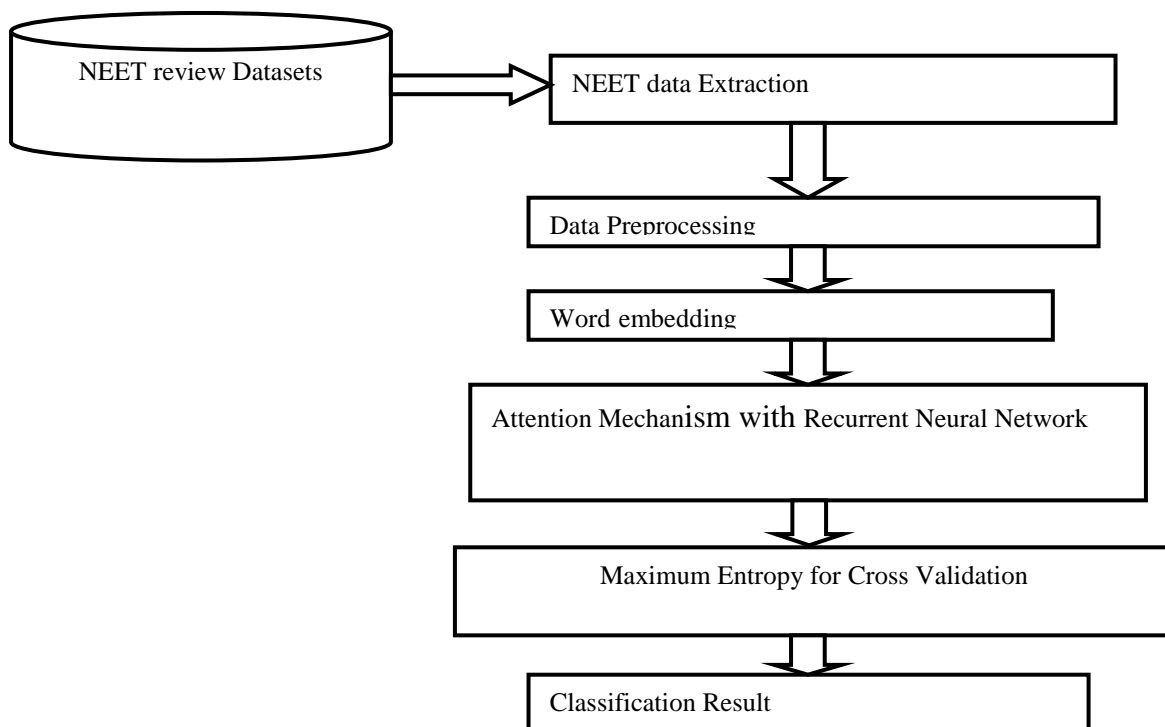 NEET review Datasets
NEET data Extraction
Data Preprocessing
Word embedding
Attention Mechanism with Recurrent Neural Network
Maximum Entropy for Cross Validation
Classification Result